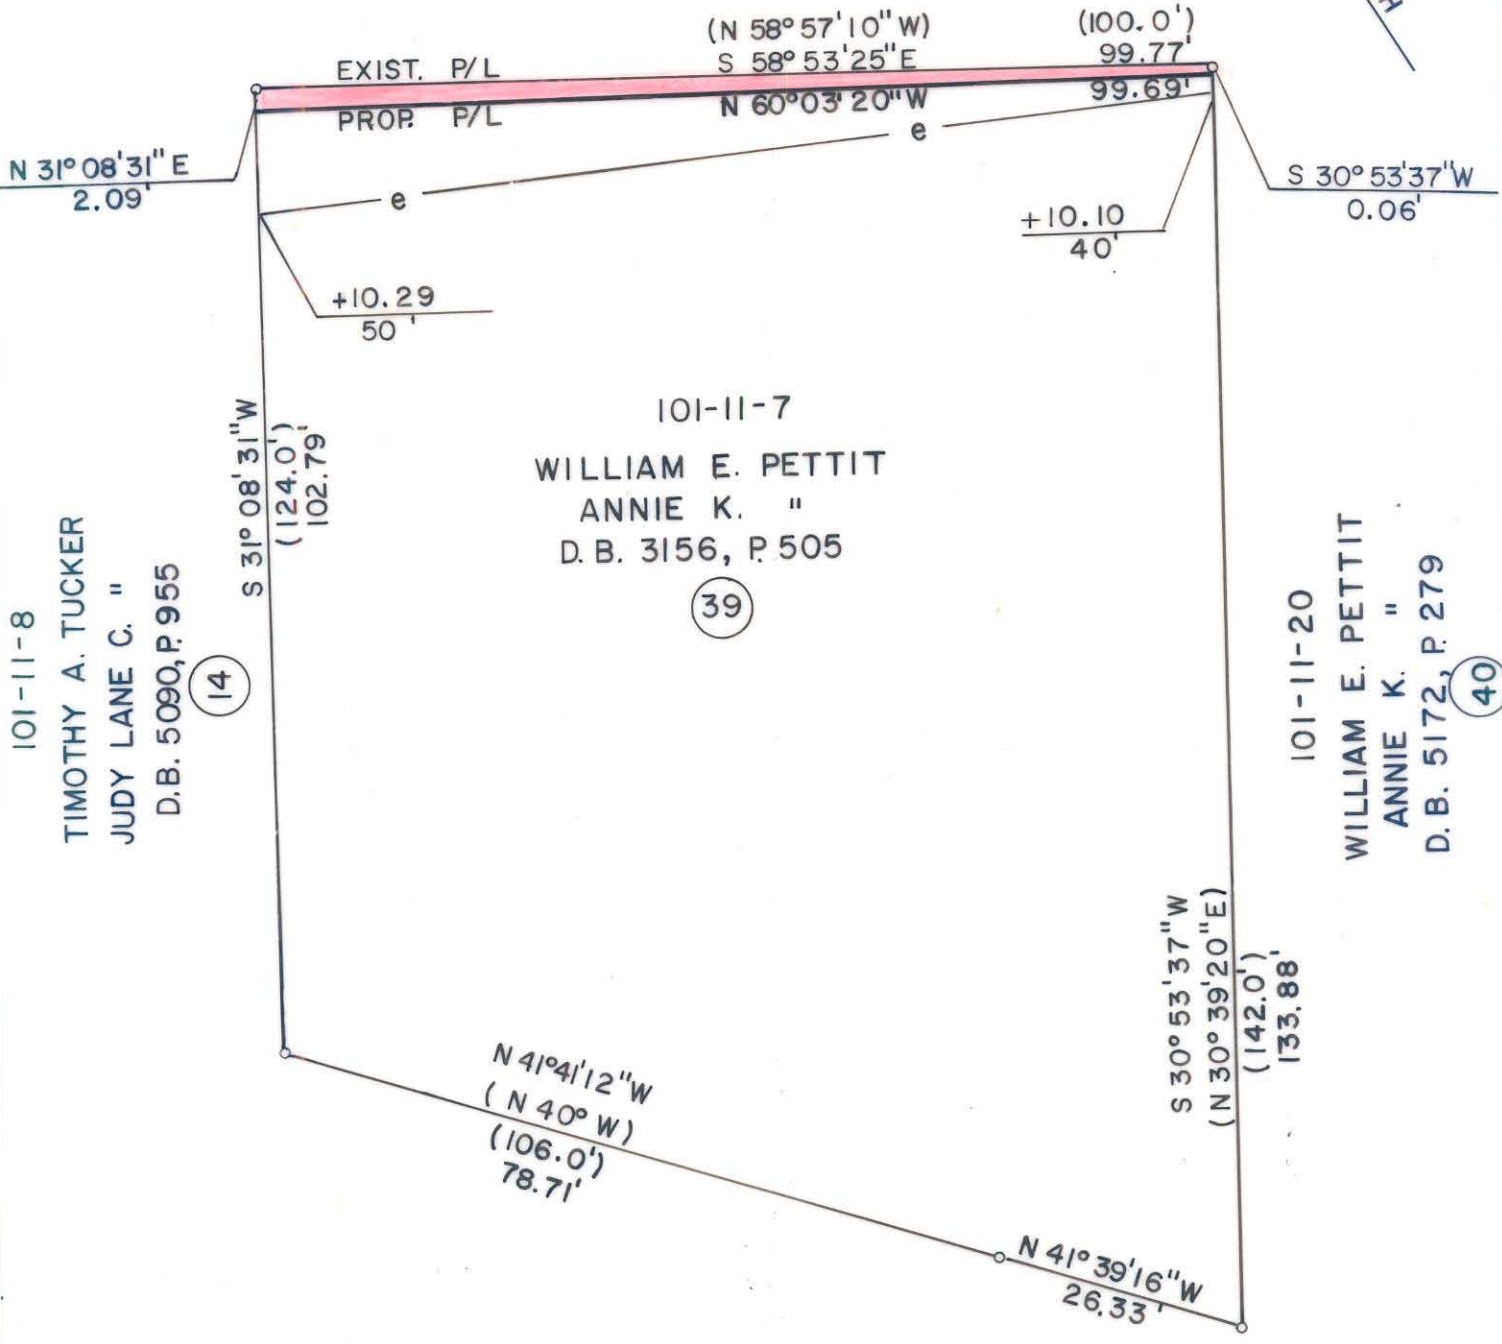 (N 58° 57' 10" W) (100.0')
EXIST. P/L S 58° 53' 25" E 99.77'
PROP. P/L N 60° 03' 20" W 99.69'
N 31° 08' 31" E
2.09'
e
e
S 30° 53' 37" W
0.06'
+10.10
40'
+10.29
50'
S 31° 08' 31" W
(124.0')
102.79'
101-11-7
WILLIAM E. PETTIT
ANNIE K. "
D. B. 3156, P. 505
39
101-11-8
TIMOTHY A. TUCKER
JUDY LANE C. "
D.B. 5090, P. 955
14
101-11-20
WILLIAM E. PETTIT
ANNIE K. "
D. B. 5172, P. 279
40
S 30° 53' 37" W
(N 30° 39' 20" E)
(142.0')
133.88'
N 41° 41' 12" W
( N 40° W)
(106.0')
78.71'
N 41° 39' 16" W
26.33'